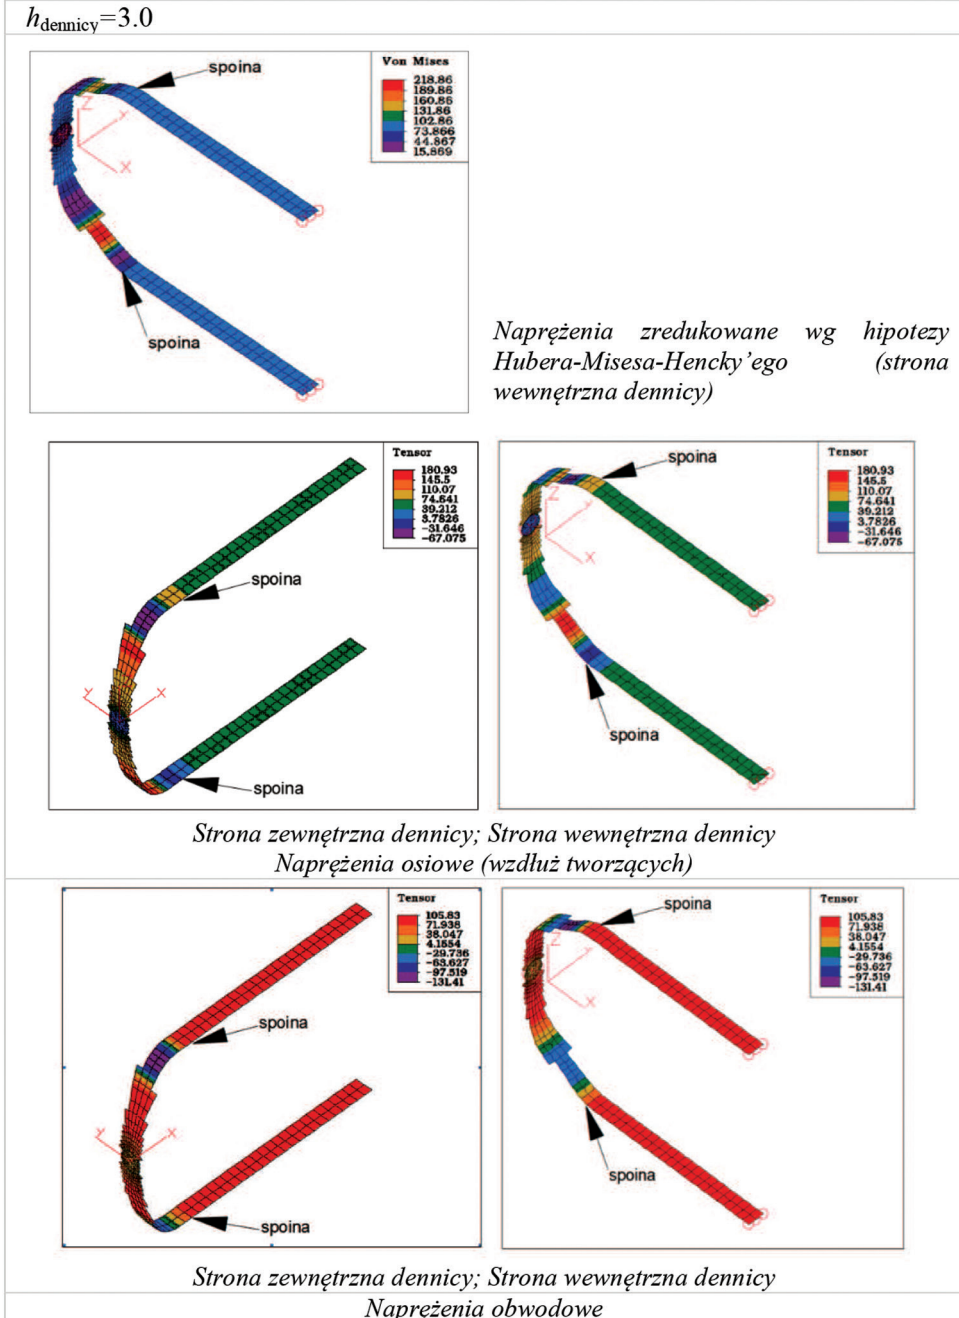 h_dennicy=3.0
spoina
Von Mises
218.86
189.86
160.86
131.86
102.86
73.866
44.867
15.869
Z
Y
X
spoina
Naprężenia zredukowane wg hipotezy
Hubera-Misesa-Hencky'ego (strona
wewnętrzna dennicy)
Tensor
180.93
145.5
110.07
74.641
39.212
3.7826
-31.646
-67.075
spoina
Y
X
spoina
spoina
Tensor
180.93
145.5
110.07
74.641
39.212
3.7826
-31.646
-67.075
Z
X
spoina
Strona zewnętrzna dennicy; Strona wewnętrzna dennicy
Naprężenia osiowe (wzdłuż tworzących)
Tensor
105.83
71.938
38.047
4.1554
-29.736
-63.627
-97.519
-131.41
spoina
Y
X
spoina
spoina
Tensor
105.83
71.938
38.047
4.1554
-29.736
-63.627
-97.519
-131.41
Z
X
spoina
Strona zewnętrzna dennicy; Strona wewnętrzna dennicy
Naprężenia obwodowe